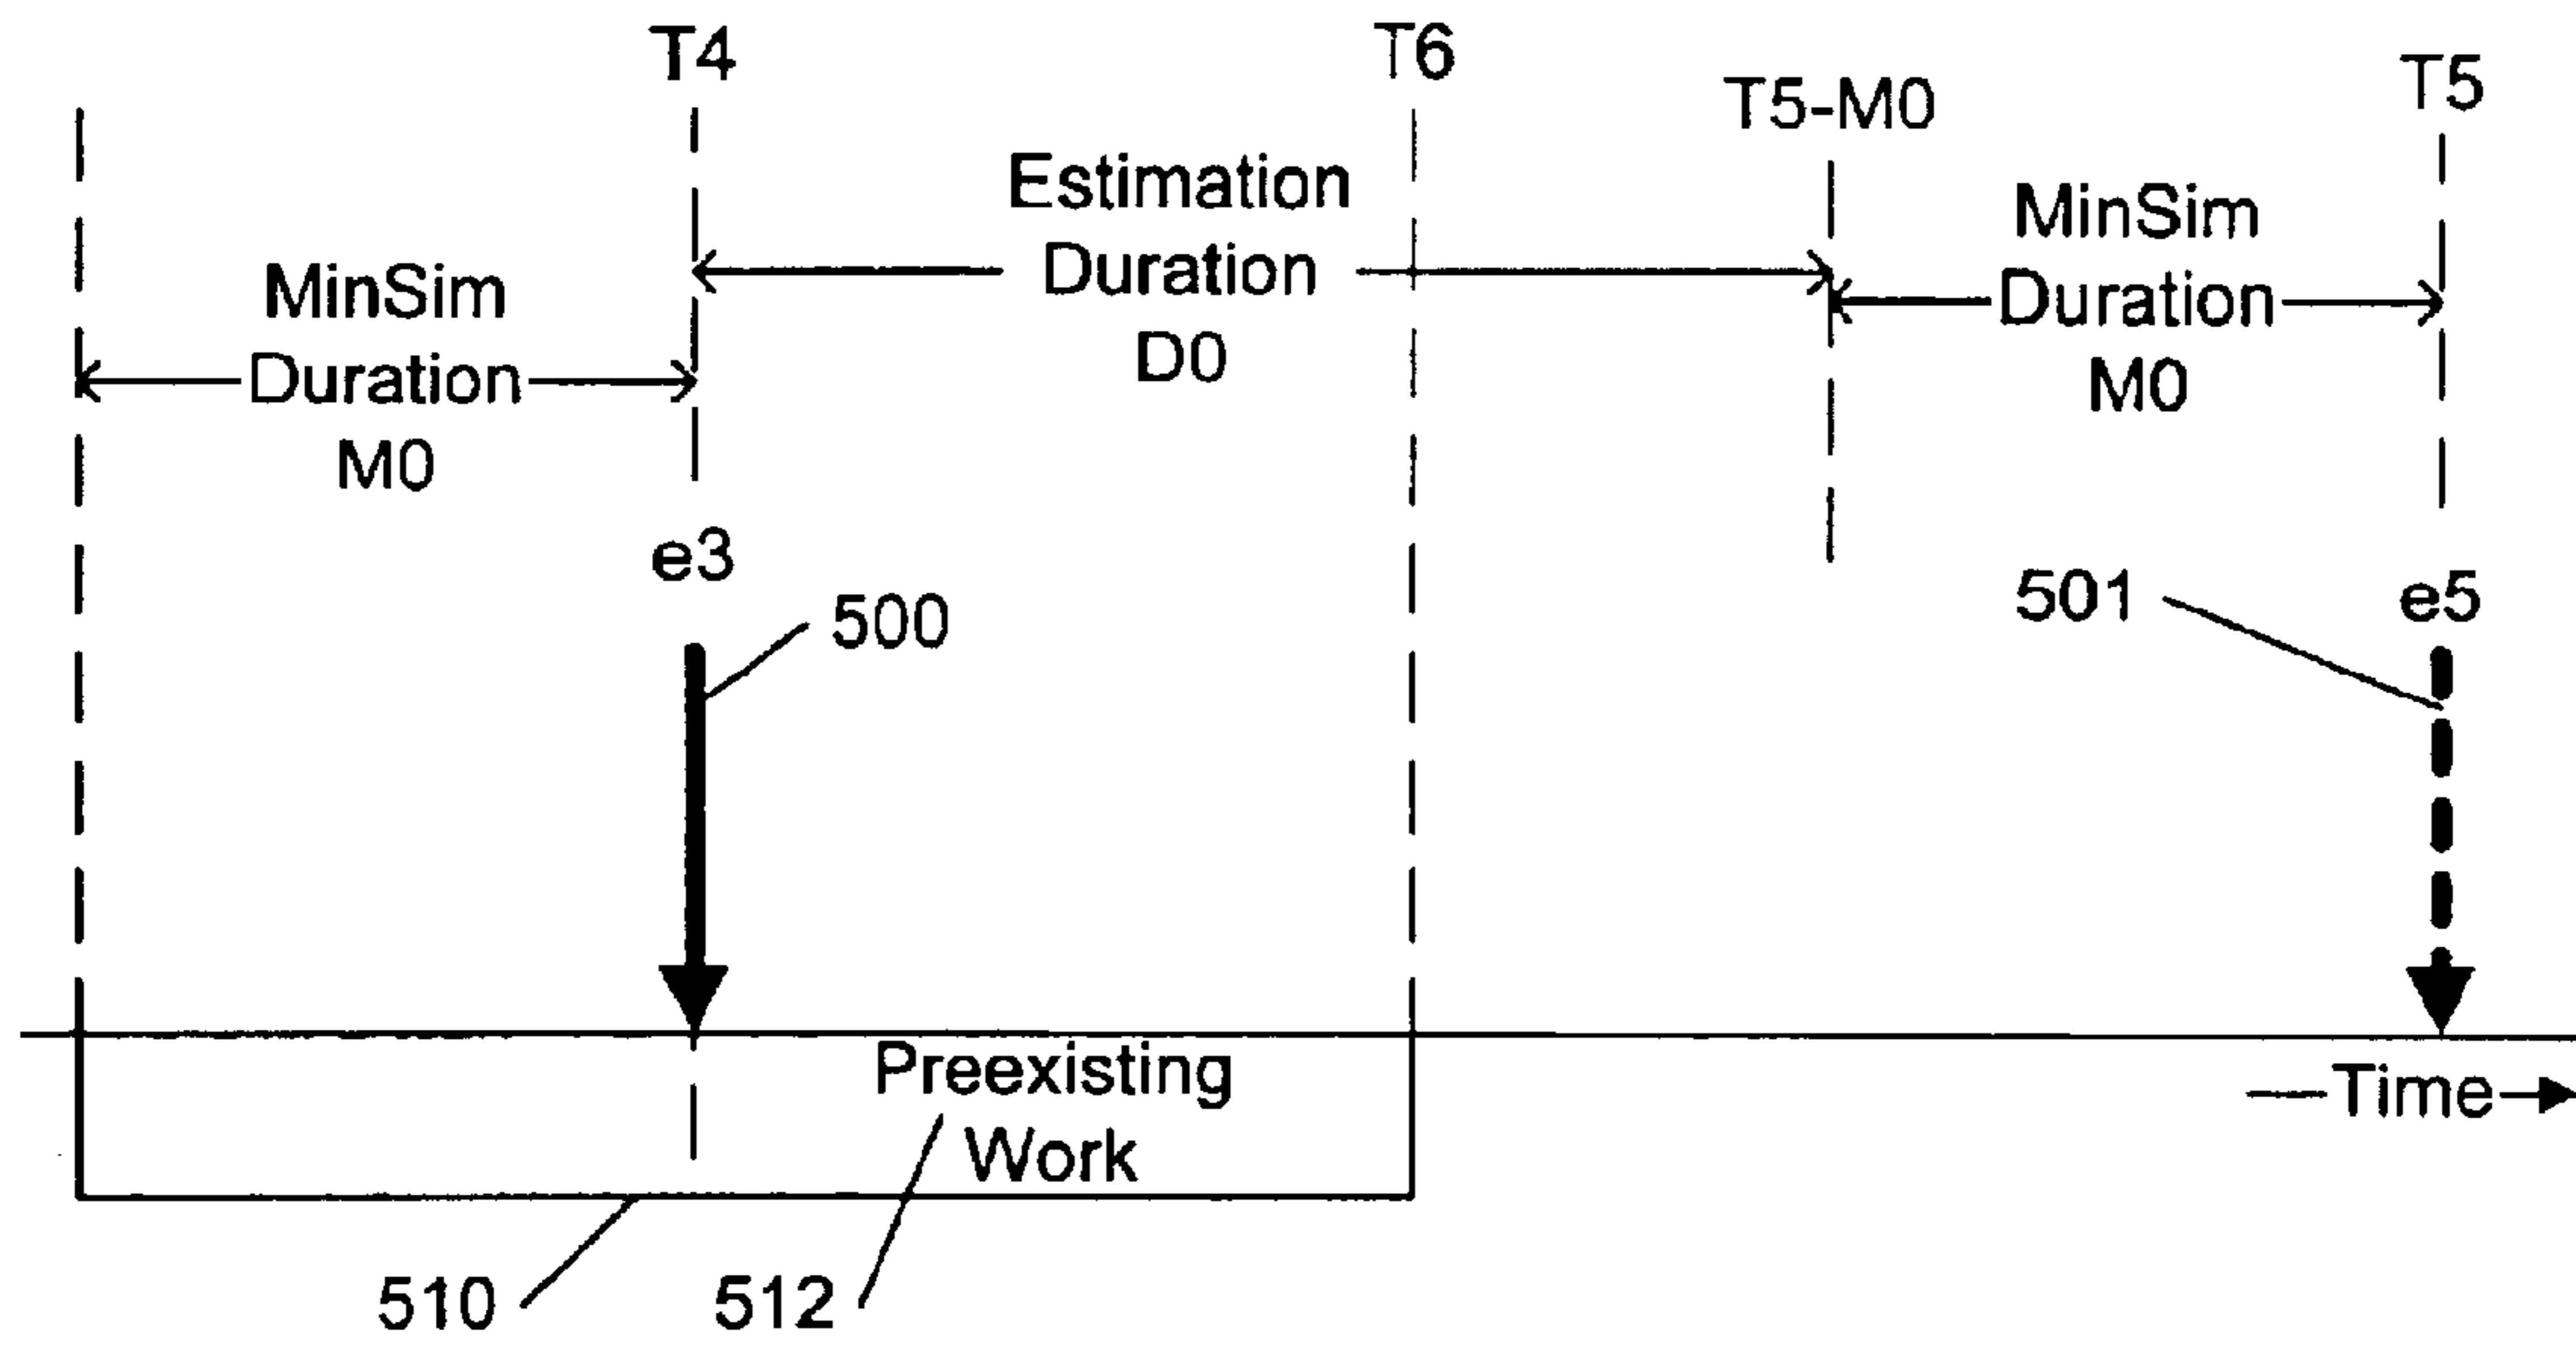 T4
T6
T5-M0
T5
Estimation
Duration
D0
MinSim
Duration
M0
MinSim
Duration
M0
e3
500
501
e5
Preexisting
Work
Time
510
512